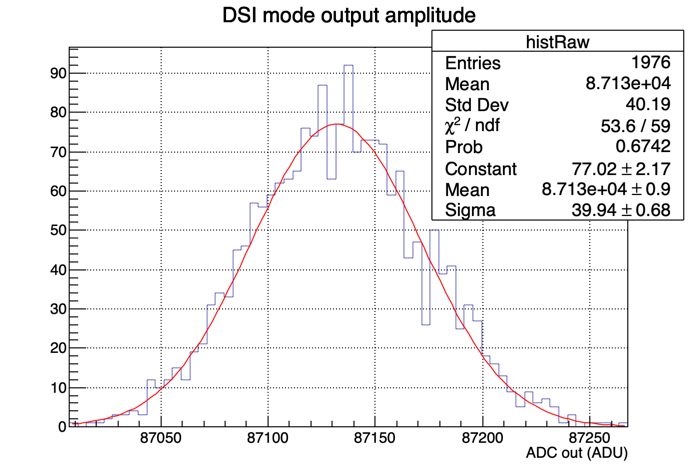 DSI mode output amplitude
histRaw
Entries 1976
Mean 8.713e+04
Std Dev 40.19
χ² / ndf 53.6 / 59
Prob 0.6742
Constant 77.02 ± 2.17
Mean 8.713e+04 ± 0.9
Sigma 39.94 ± 0.68
90
80
70
60
50
40
30
20
10
0
87050 87100 87150 87200 87250
ADC out (ADU)